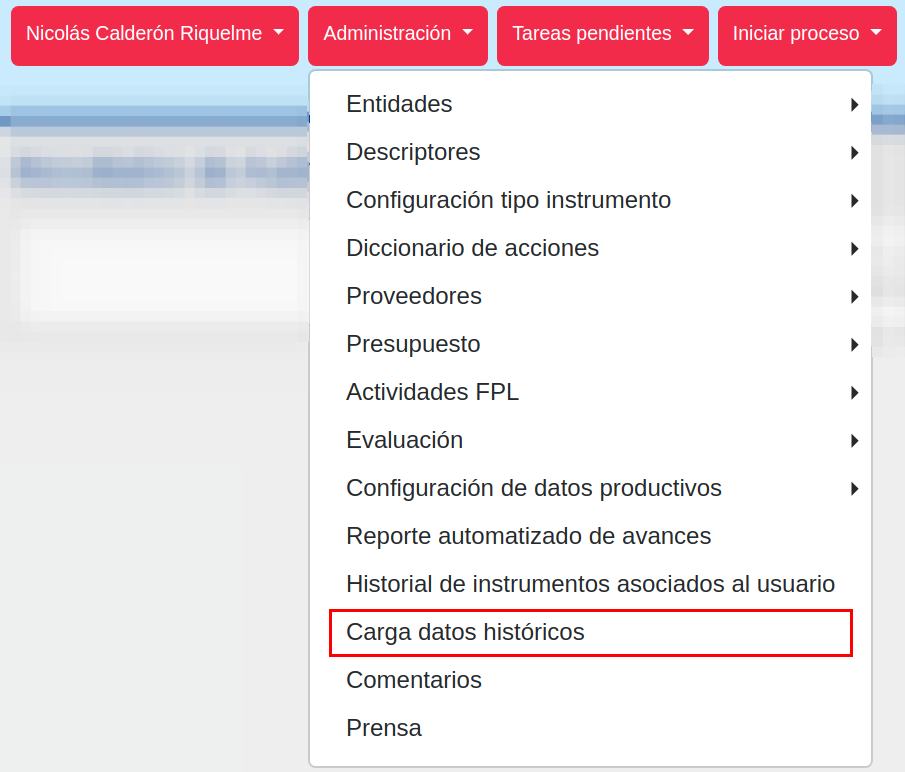 Nicolás Calderón Riquelme Administración Tareas pendientes Iniciar proceso
Entidades
Descriptores
Configuración tipo instrumento
Diccionario de acciones
Proveedores
Presupuesto
Actividades FPL
Evaluación
Configuración de datos productivos
Reporte automatizado de avances
Historial de instrumentos asociados al usuario
Carga datos históricos
Comentarios
Prensa